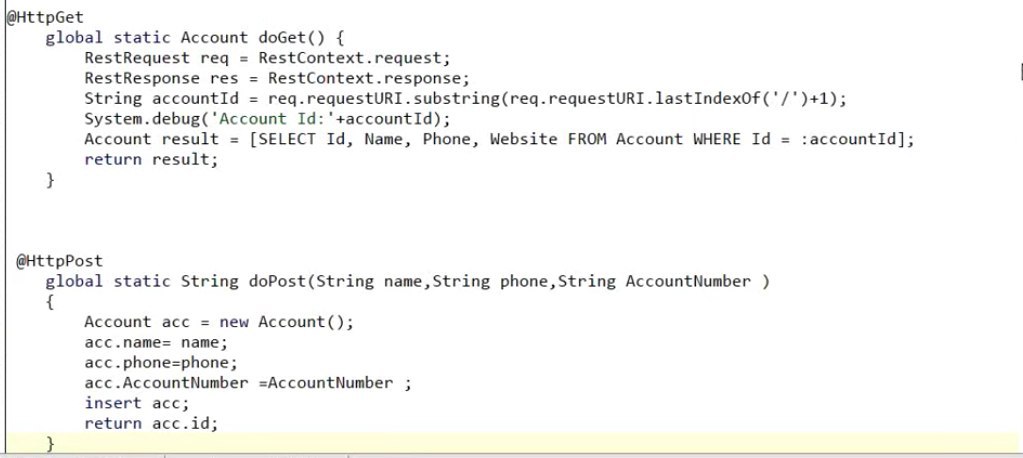 @HttpGet
global static Account doGet() {
RestRequest req = RestContext.request;
RestResponse res = RestContext.response;
String accountId = req.requestURI.substring(req.requestURI.lastIndexOf('/')+1);
System.debug('Account Id:'+accountId);
Account result = [SELECT Id, Name, Phone, Website FROM Account WHERE Id = :accountId];
return result;
}
@HttpPost
global static String doPost(String name,String phone,String AccountNumber )
{
Account acc = new Account();
acc.name= name;
acc.phone=phone;
acc.AccountNumber =AccountNumber ;
insert acc;
return acc.id;
}